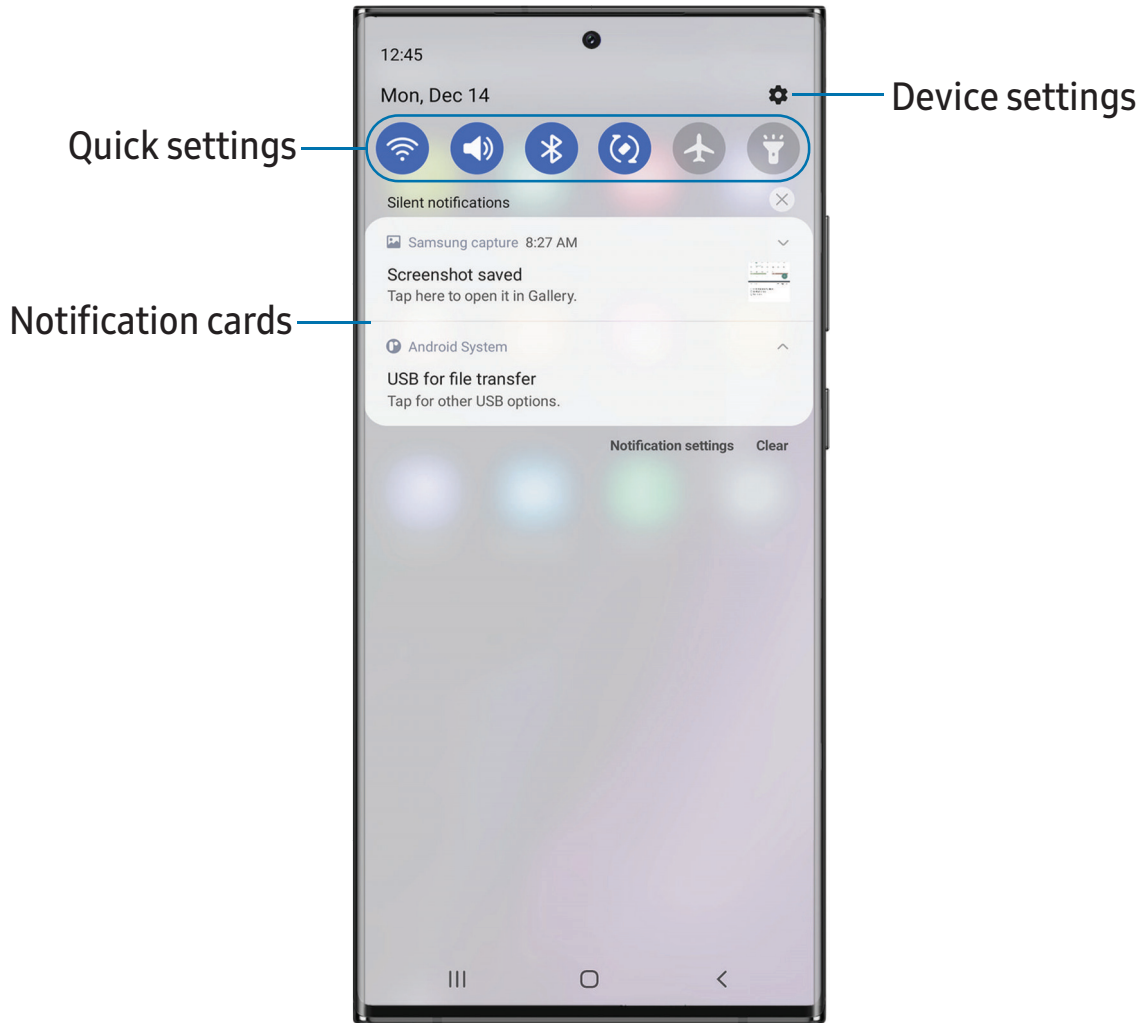 12:45
Mon, Dec 14
Device settings
Quick settings
Silent notifications
Samsung capture 8:27 AM
Screenshot saved
Tap here to open it in Gallery.
Notification cards
Android System
USB for file transfer
Tap for other USB options.
Notification settings Clear